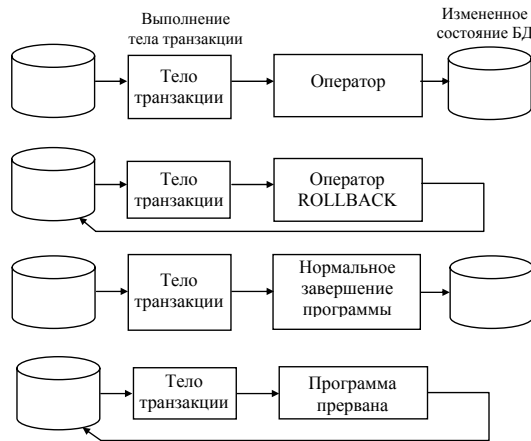 Выполнение
тела транзакции
Измененное
состояние БД
Тело
транзакции
Оператор
Тело
транзакции
Оператор
ROLLBACK
Тело
транзакции
Нормальное
завершение
программы
Тело
транзакции
Программа
прервана